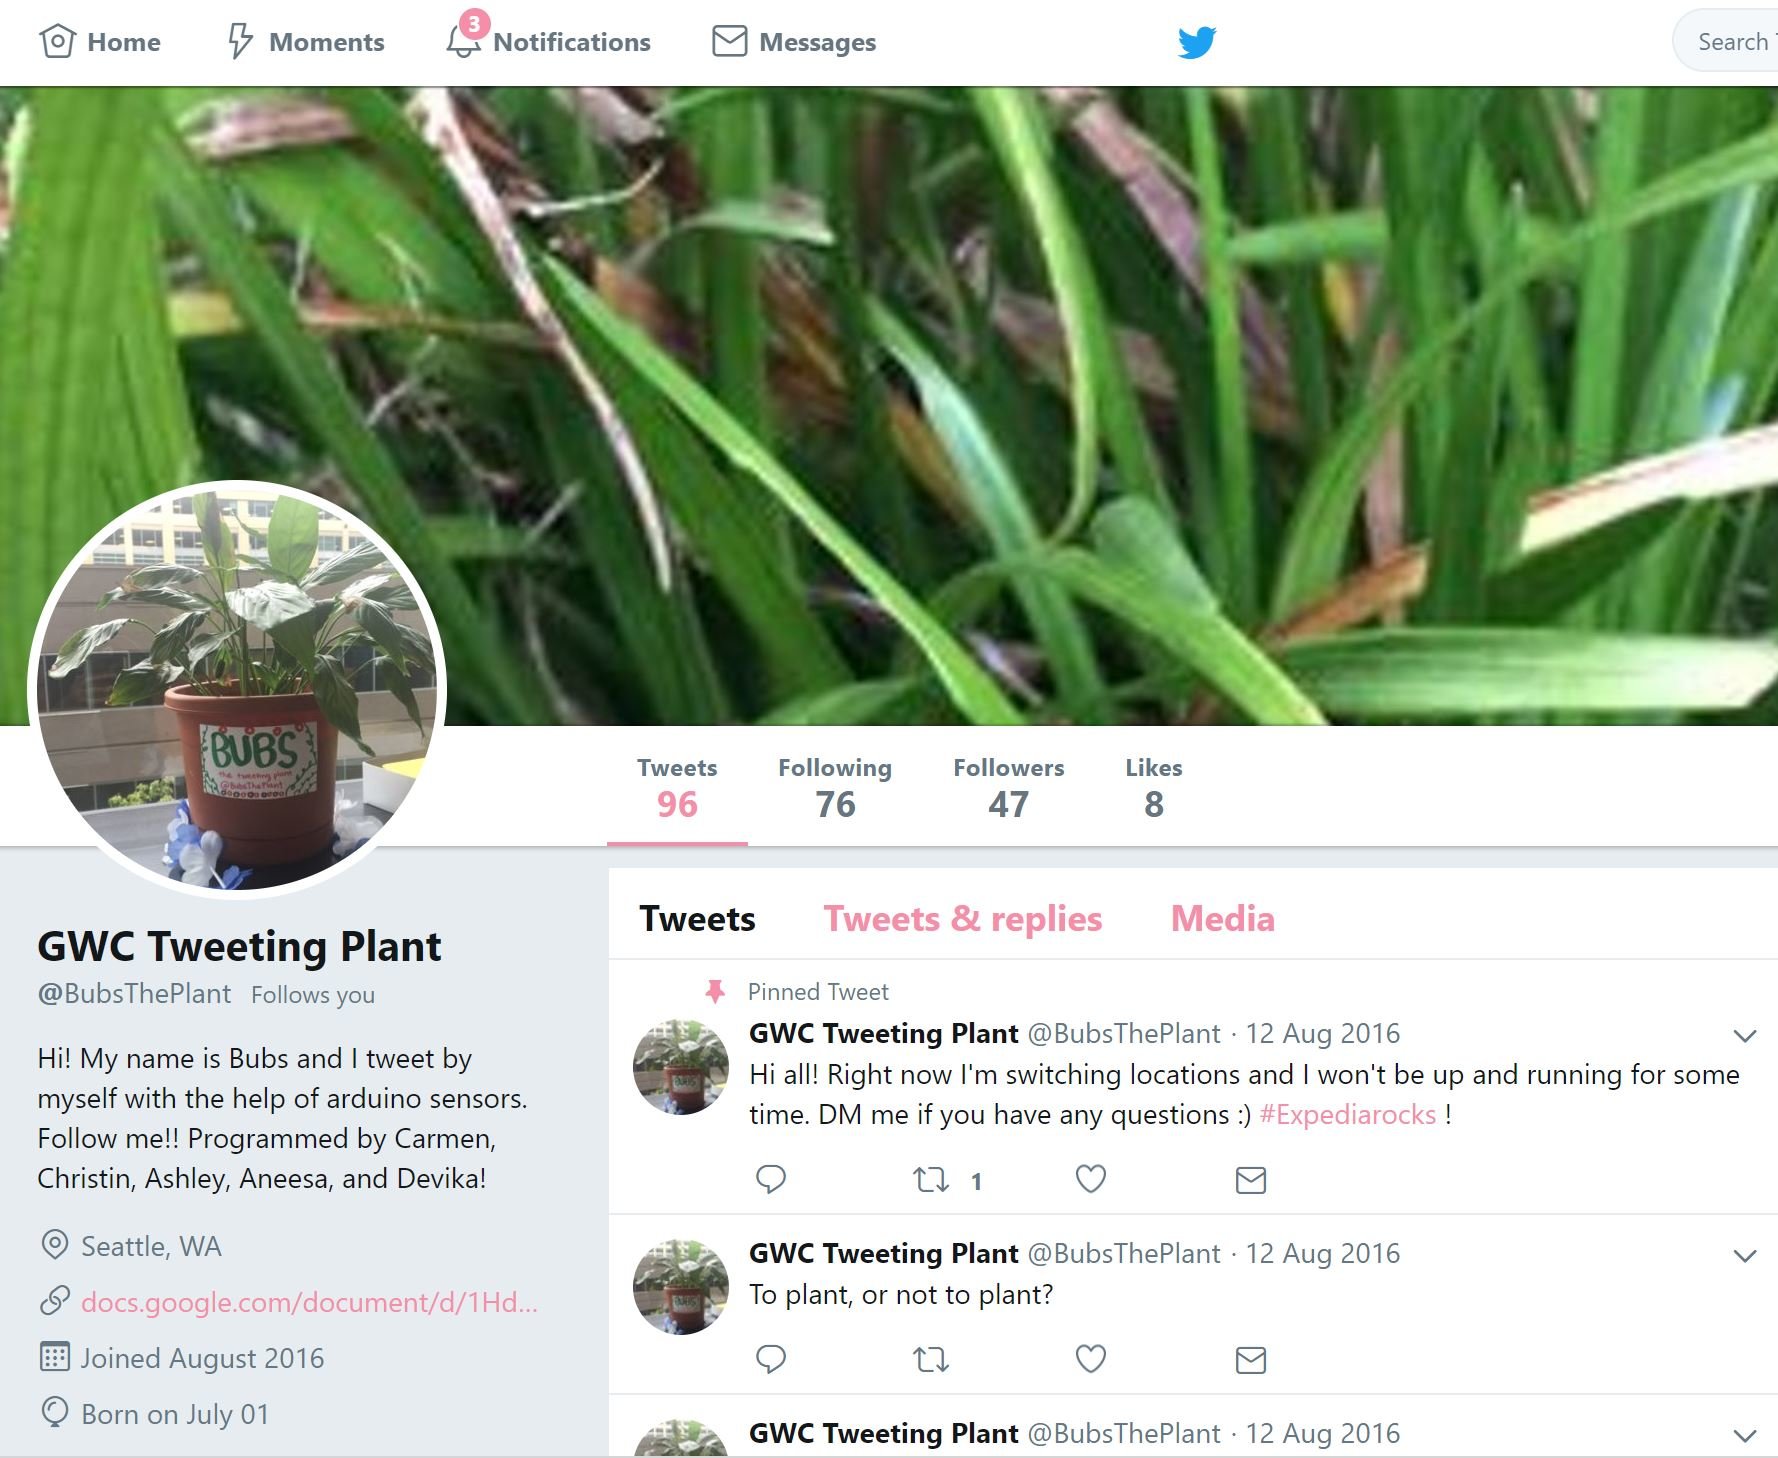 Home
Moments
3
Notifications
Messages
Search
BUBS
the tweeting plant
@BubsThePlant
Tweets
Following
Followers
Likes
96
76
47
8
GWC Tweeting Plant
@BubsThePlant Follows you
Hi! My name is Bubs and I tweet by
myself with the help of arduino sensors.
Follow me!! Programmed by Carmen,
Christin, Ashley, Aneesa, and Devika!
Seattle, WA
docs.google.com/document/d/1Hd...
Joined August 2016
Born on July 01
Tweets
Tweets & replies
Media
Pinned Tweet
GWC Tweeting Plant @BubsThePlant · 12 Aug 2016
Hi all! Right now I'm switching locations and I won't be up and running for some
time. DM me if you have any questions :) #Expediarocks !
1
GWC Tweeting Plant @BubsThePlant · 12 Aug 2016
To plant, or not to plant?
GWC Tweeting Plant @BubsThePlant · 12 Aug 2016